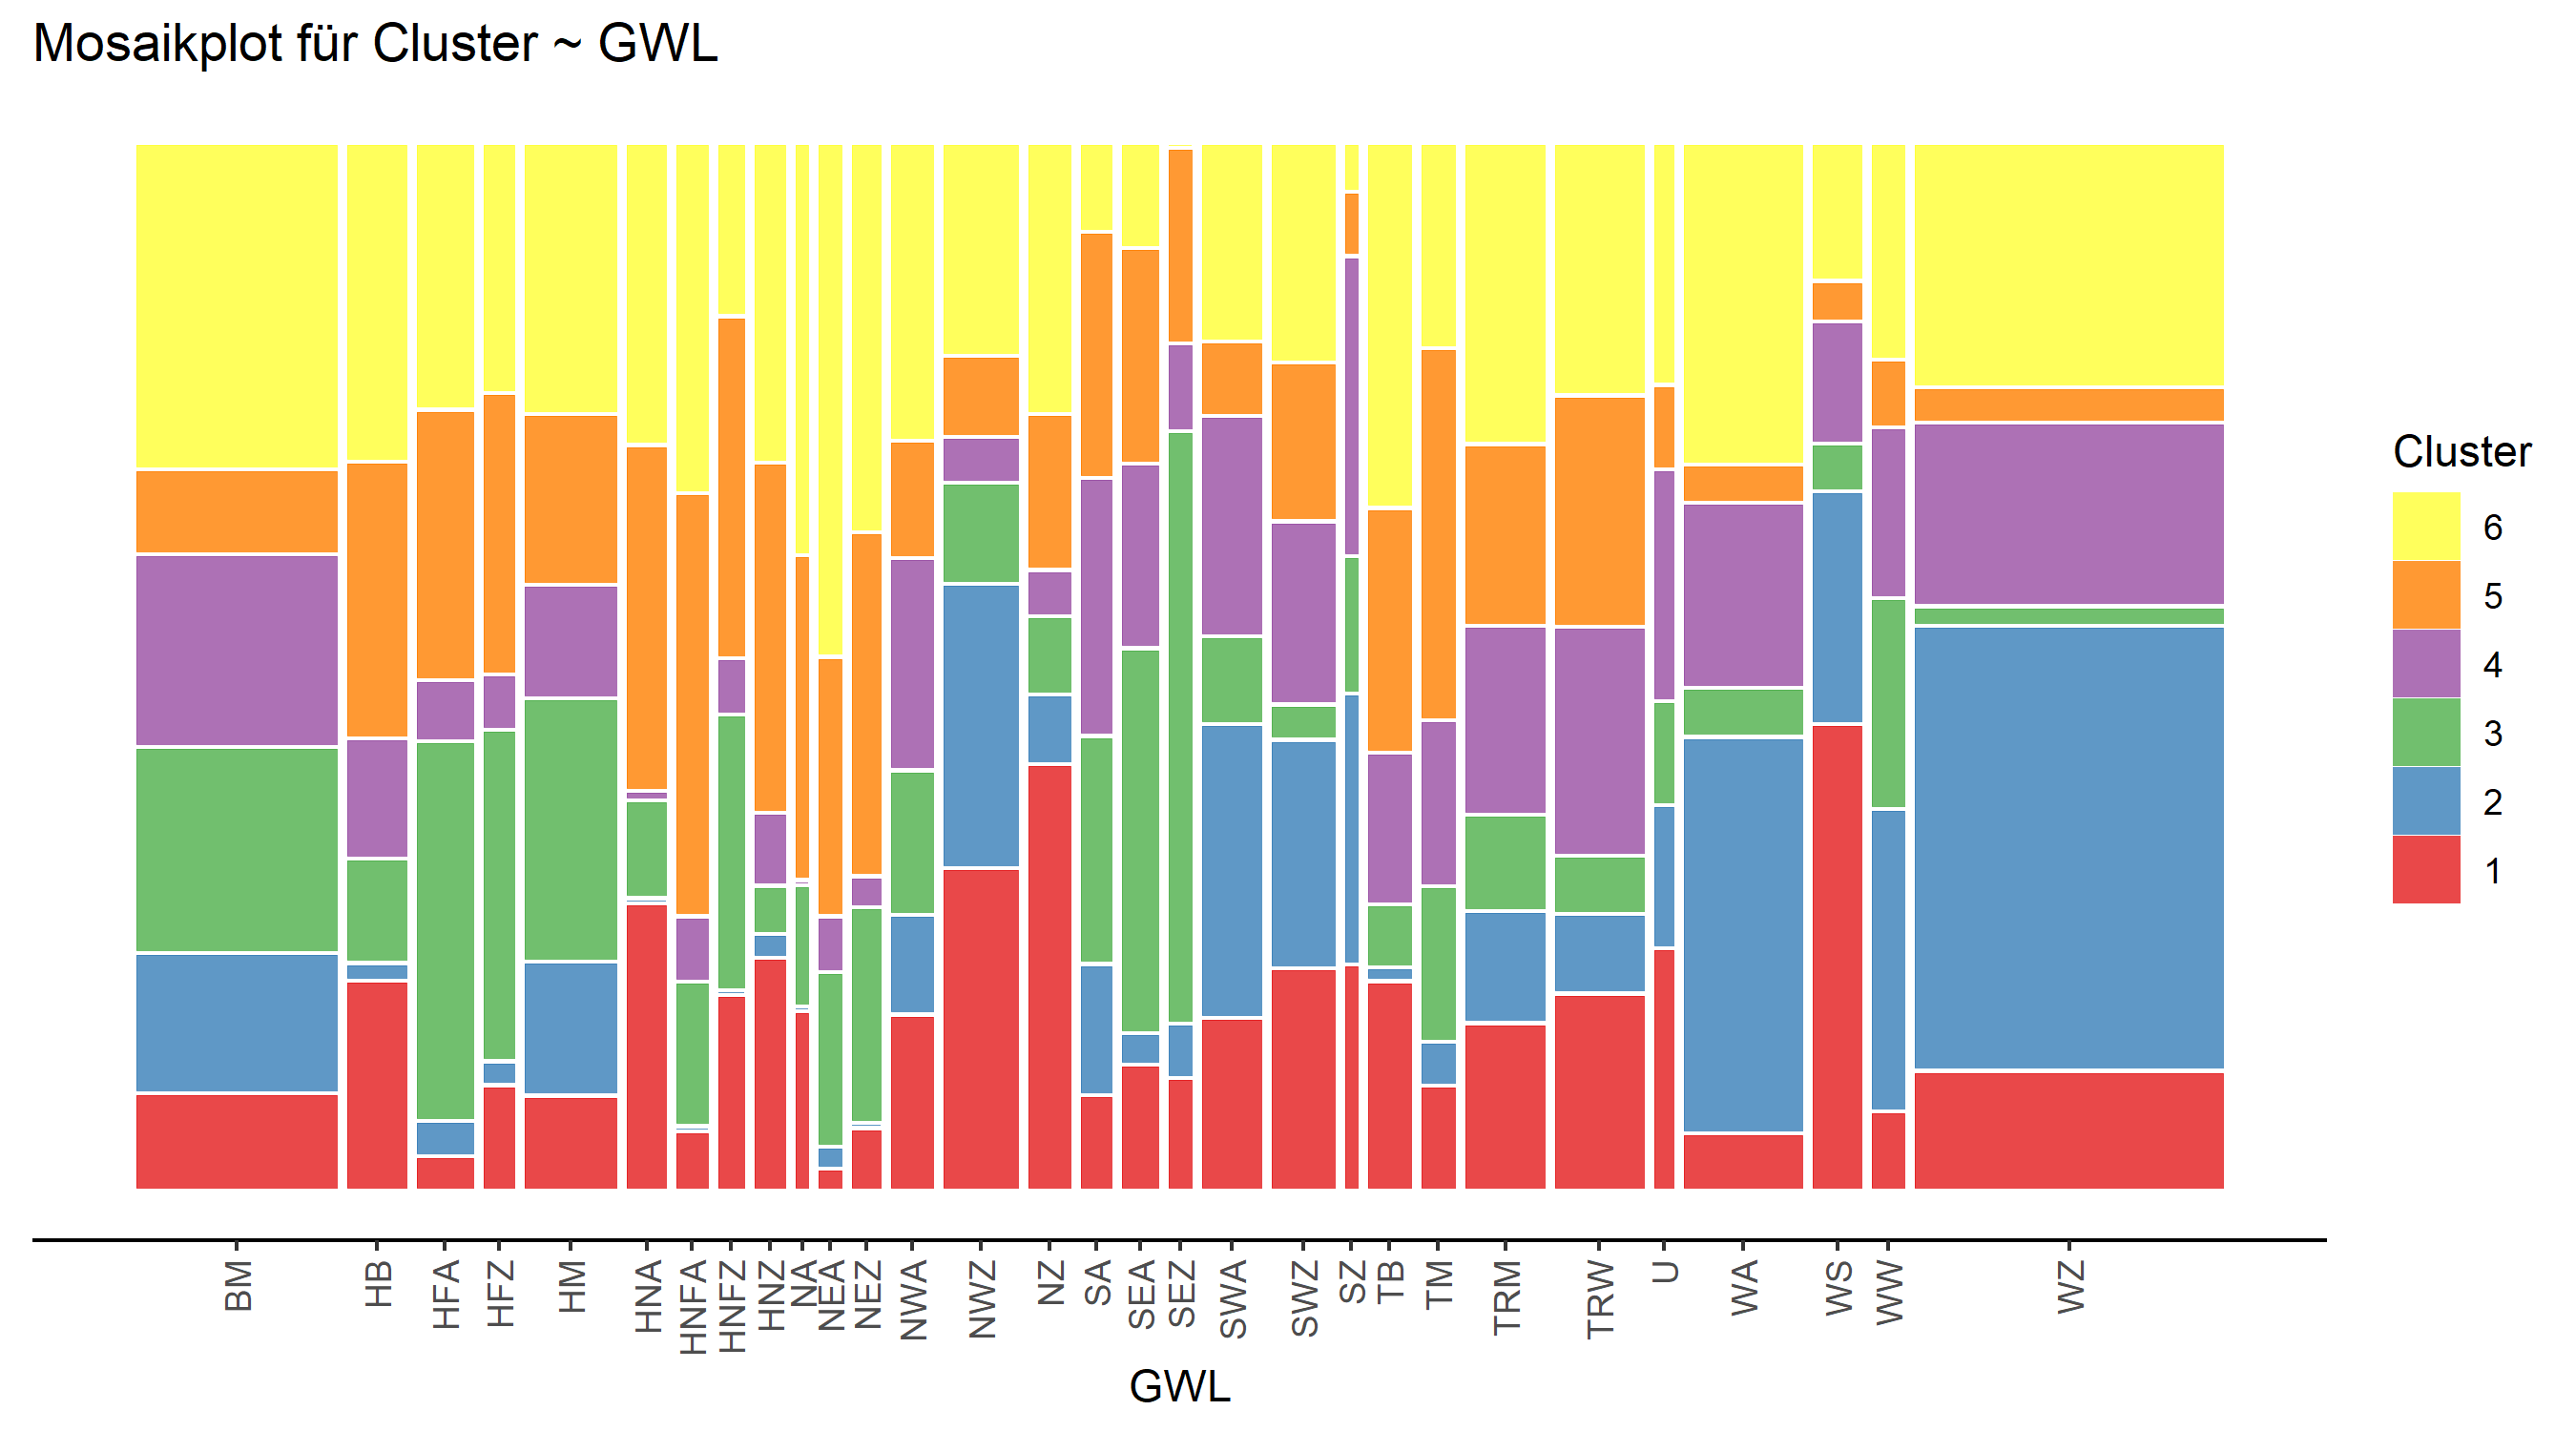 Mosaikplot für Cluster ~ GWL
Cluster
6
5
4
3
2
1
BM
HB
HFA
HFZ
HM
HNA
HNFA
HNFZ
HNZ
NA
NEA
NEZ
NWA
NWZ
NZ
SA
SEA
SEZ
SWA
SWZ
SZ
TB
TM
TRM
TRW
U
WA
WS
WW
WZ
GWL